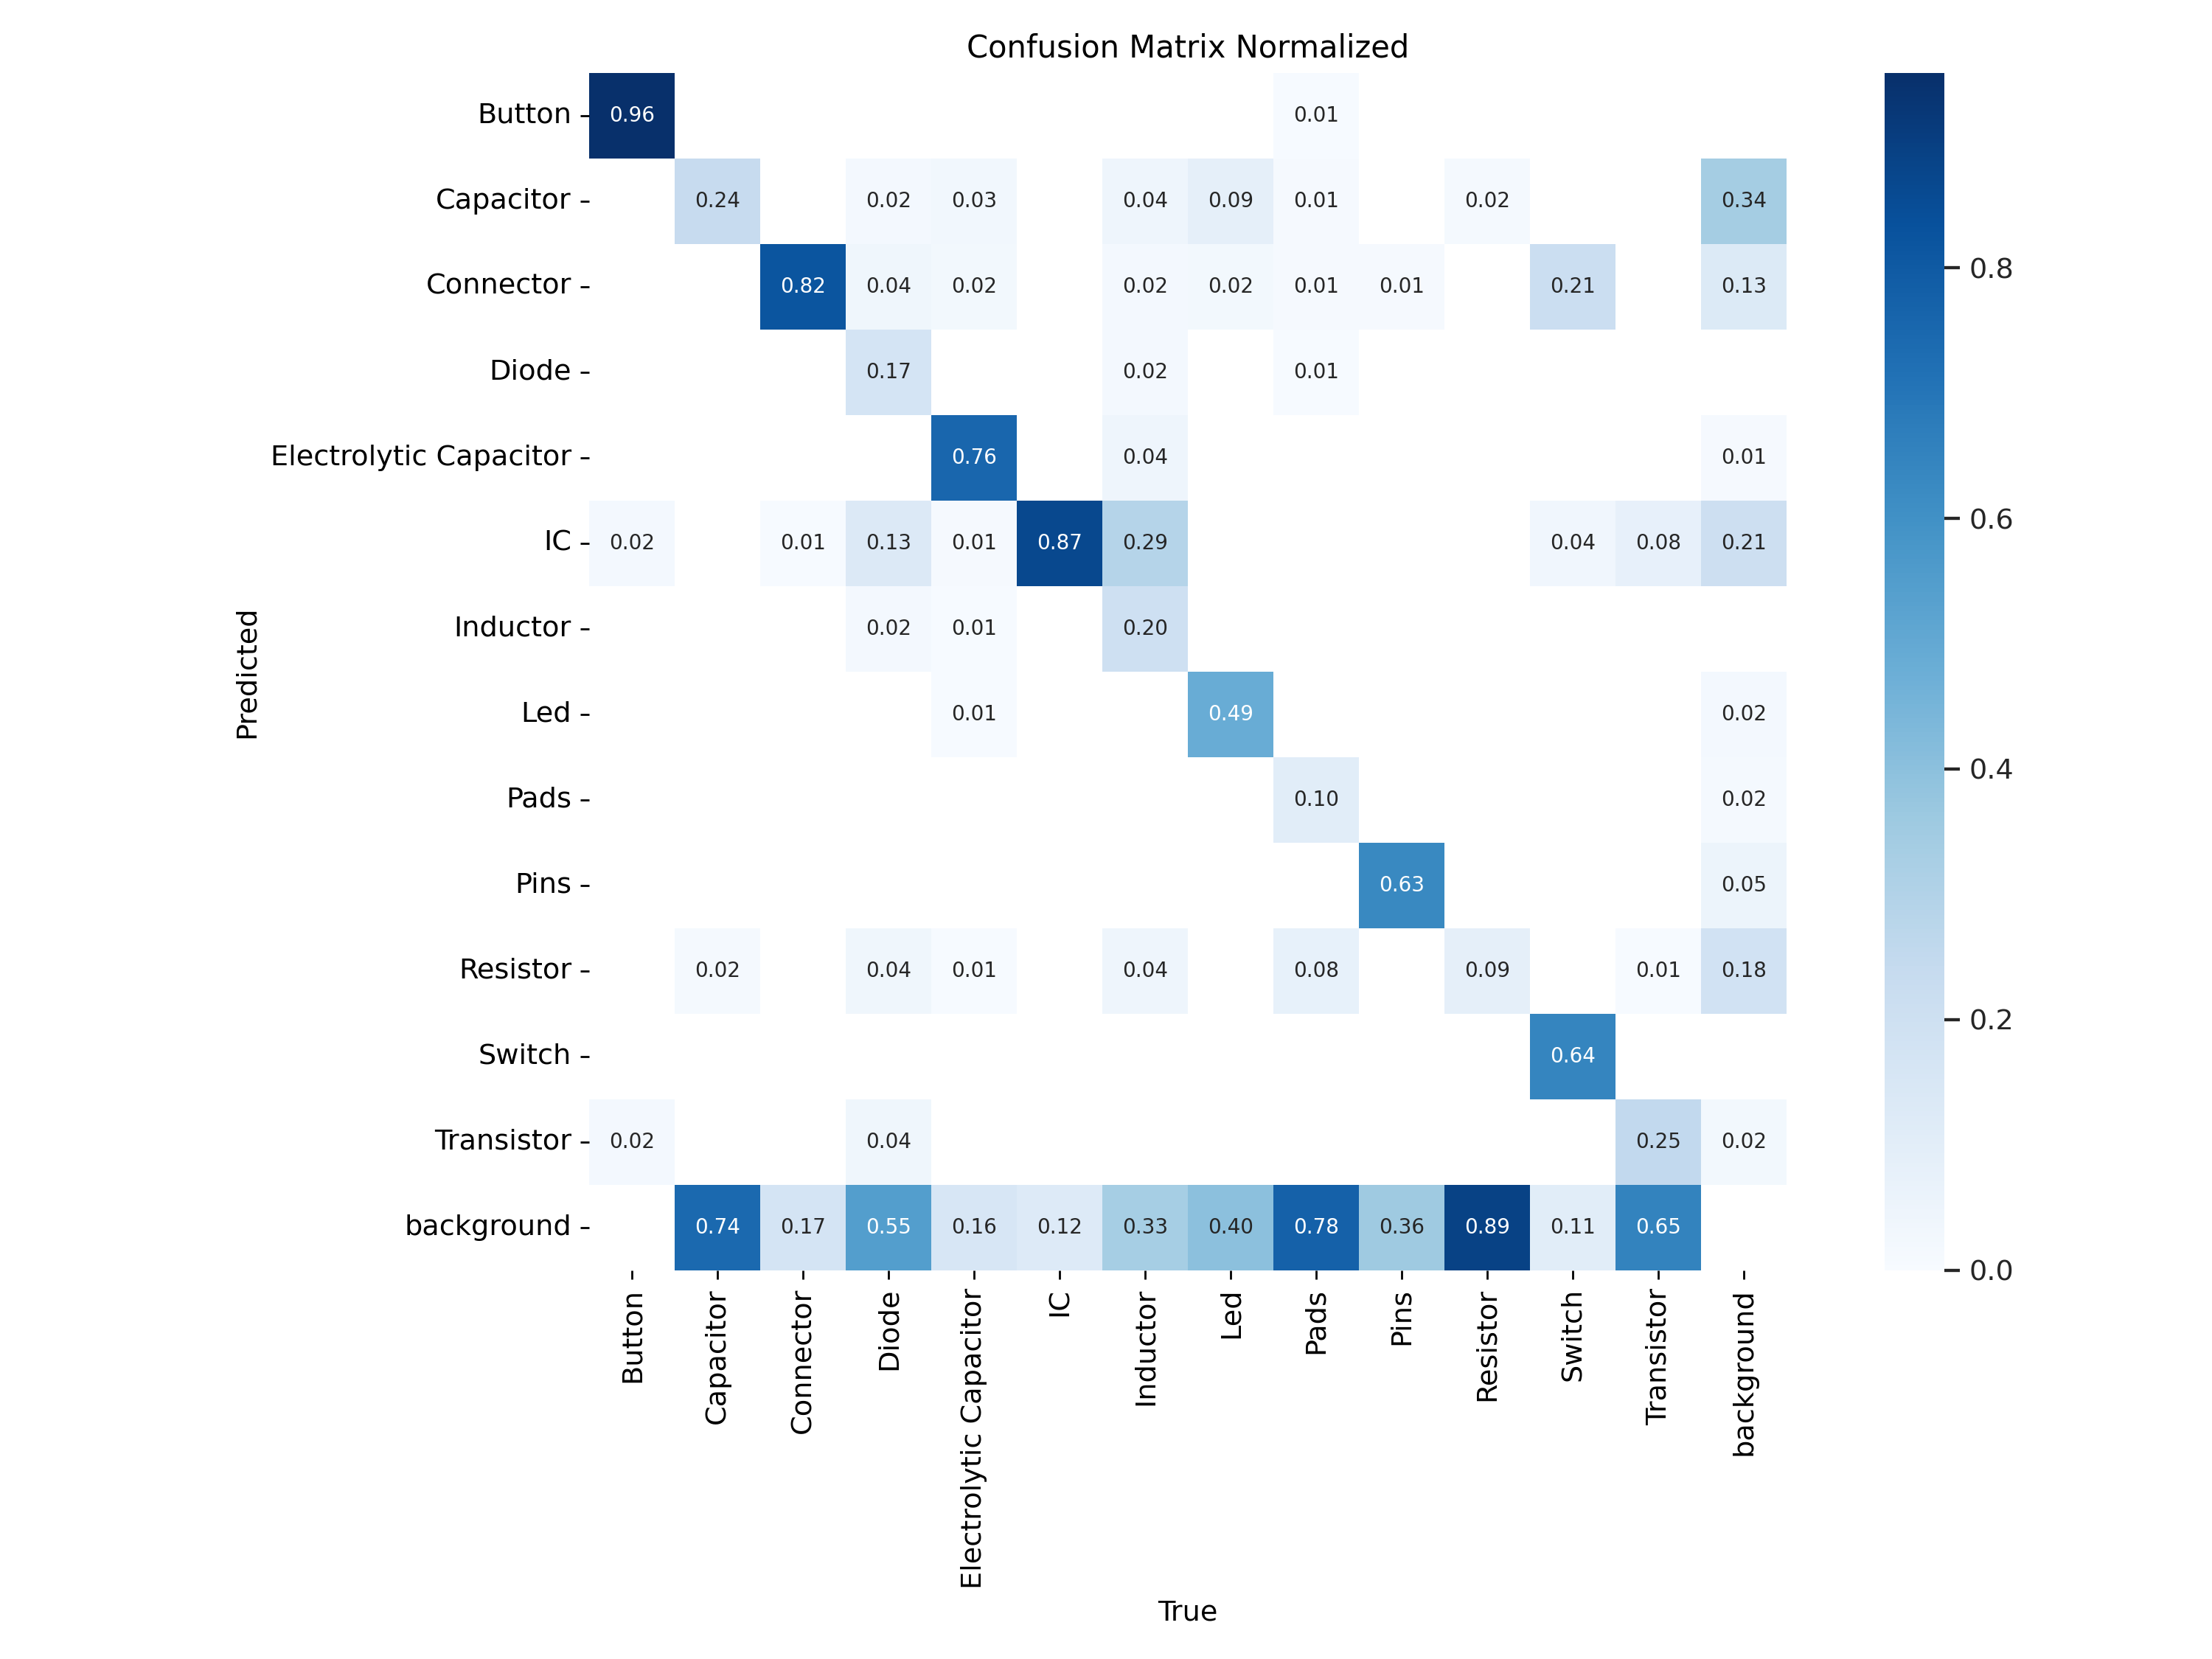 Confusion Matrix Normalized
Button 0.96 0.01
Capacitor 0.24 0.02 0.03 0.04 0.09 0.01 0.02 0.34
Connector 0.82 0.04 0.02 0.02 0.02 0.01 0.01 0.21 0.13
0.8
Diode 0.17 0.02 0.01
Electrolytic Capacitor 0.76 0.04 0.01
0.6
IC 0.02 0.01 0.13 0.01 0.87 0.29 0.04 0.08 0.21
Inductor 0.02 0.01 0.20
Predicted
Led 0.01 0.49 0.02
0.4
Pads 0.10 0.02
Pins 0.63 0.05
Resistor 0.02 0.04 0.01 0.04 0.08 0.09 0.01 0.18
0.2
Switch 0.64
Transistor 0.02 0.04 0.25 0.02
background 0.74 0.17 0.55 0.16 0.12 0.33 0.40 0.78 0.36 0.89 0.11 0.65
0.0
Button
Capacitor
Connector
Diode
Electrolytic Capacitor
IC
Inductor
Led
Pads
Pins
Resistor
Switch
Transistor
background
True